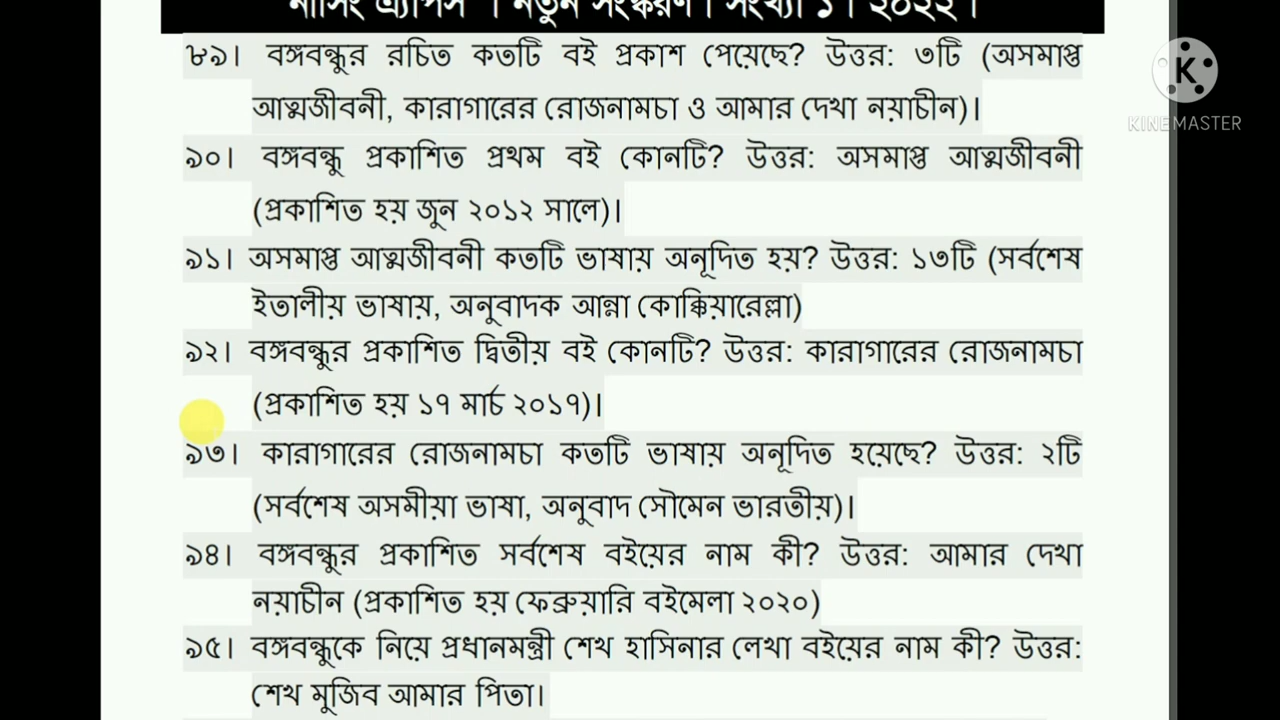 নার্সিং এ্যাপস । নতুন সংস্করণ। সংখ্যা ১। ২০২২।
৮৯। বঙ্গবন্ধুর রচিত কতটি বই প্রকাশ পেয়েছে? উত্তর: ৩টি (অসমাপ্ত
আত্মজীবনী, কারাগারের রোজনামচা ও আমার দেখা নয়াচীন)।
৯০। বঙ্গবন্ধু প্রকাশিত প্রথম বই কোনটি? উত্তর: অসমাপ্ত আত্মজীবনী
(প্রকাশিত হয় জুন ২০১২ সালে)।
৯১। অসমাপ্ত আত্মজীবনী কতটি ভাষায় অনূদিত হয়? উত্তর: ১৩টি (সর্বশেষ
ইতালীয় ভাষায়, অনুবাদক আন্না কোক্কিয়ারেল্লা)
৯২। বঙ্গবন্ধুর প্রকাশিত দ্বিতীয় বই কোনটি? উত্তর: কারাগারের রোজনামচা
(প্রকাশিত হয় ১৭ মার্চ ২০১৭)।
৯৩। কারাগারের রোজনামচা কতটি ভাষায় অনূদিত হয়েছে? উত্তর: ২টি
(সর্বশেষ অসমীয়া ভাষা, অনুবাদ সৌমেন ভারতীয়)।
৯৪। বঙ্গবন্ধুর প্রকাশিত সর্বশেষ বইয়ের নাম কী? উত্তর: আমার দেখা
নয়াচীন (প্রকাশিত হয় ফেব্রুয়ারি বইমেলা ২০২০)
৯৫। বঙ্গবন্ধুকে নিয়ে প্রধানমন্ত্রী শেখ হাসিনার লেখা বইয়ের নাম কী? উত্তর:
শেখ মুজিব আমার পিতা।
K
KINEMASTER